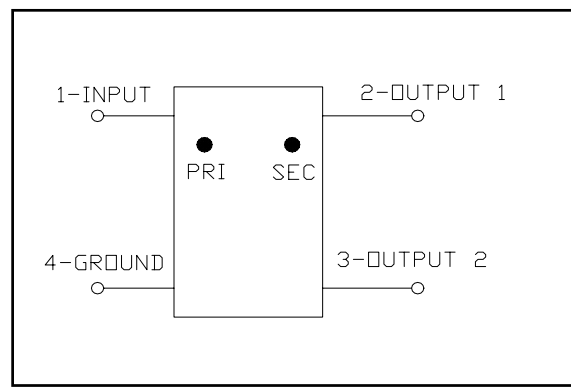 1-INPUT
2-OUTPUT 1
PRI
SEC
4-GROUND
3-OUTPUT 2